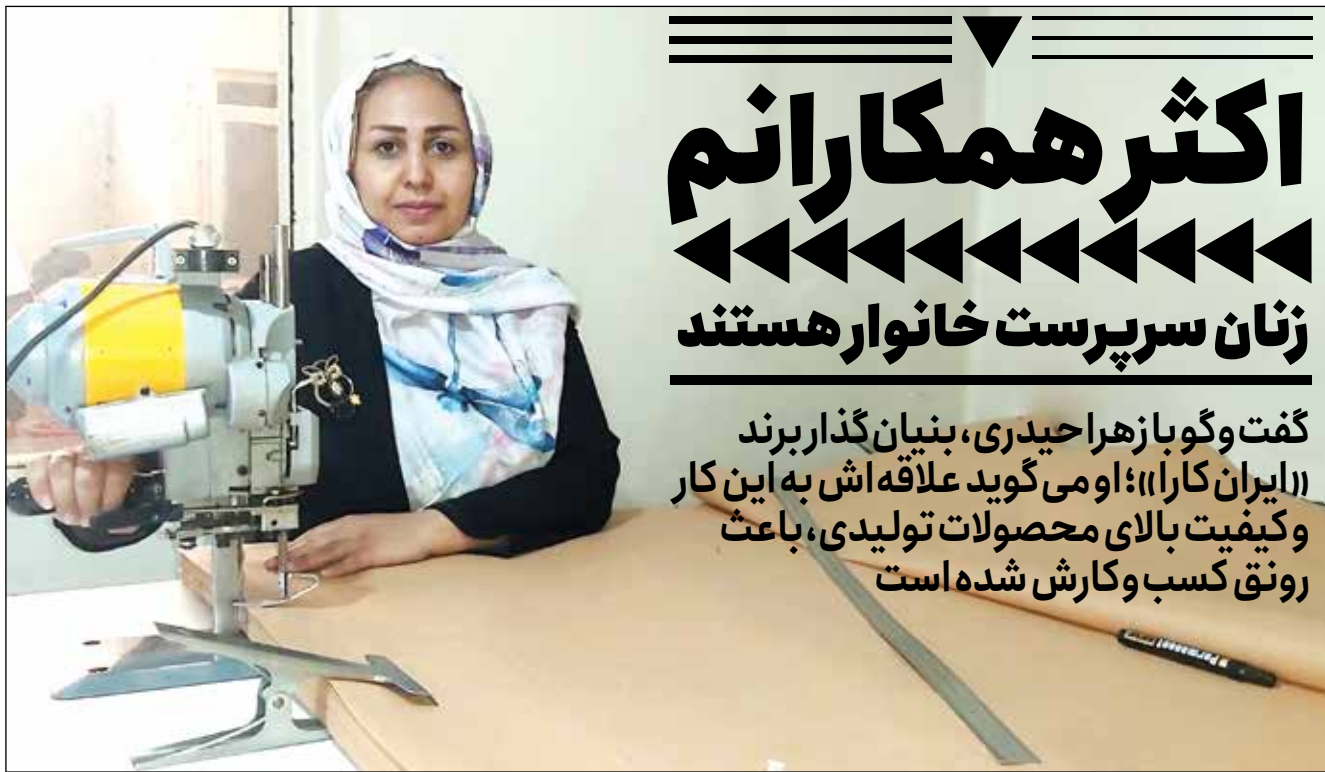 اکثر همکارانم
زنان سرپرست خانوار هستند
گفت‌وگو با زهرا حیدری، بنیان‌گذار برند
«ایران‌کارا»؛ او می‌گوید علاقه‌اش به این کار
و کیفیت بالای محصولات تولیدی، باعث
رونق کسب‌وکارش شده است
Permanent